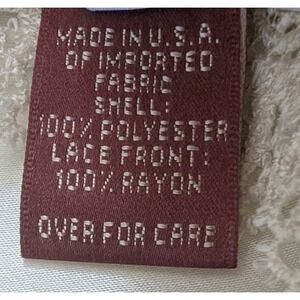 MADE IN U.S.A.
OF IMPORTED
FABRIC
SHELL:
100% POLYESTER
LACE FRONT:
100% RAYON
OVER FOR CARE